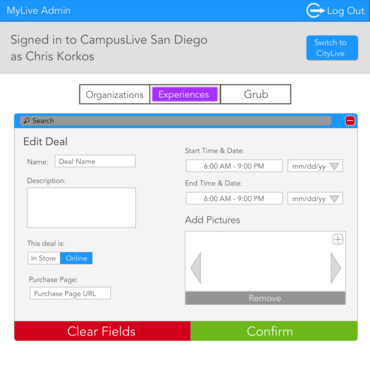 MyLive Admin
Log Out
Signed in to CampusLive San Diego
as Chris Korkos
Switch to
CityLive
Organizations
Experiences
Grub
Search
Edit Deal
Name:
Deal Name
Description:
This deal is:
In Store
Online
Purchase Page:
Purchase Page URL
Start Time & Date:
6:00 AM - 9:00 PM
mm/dd/yy
End Time & Date:
6:00 AM - 9:00 PM
mm/dd/yy
Add Pictures
Remove
Clear Fields
Confirm